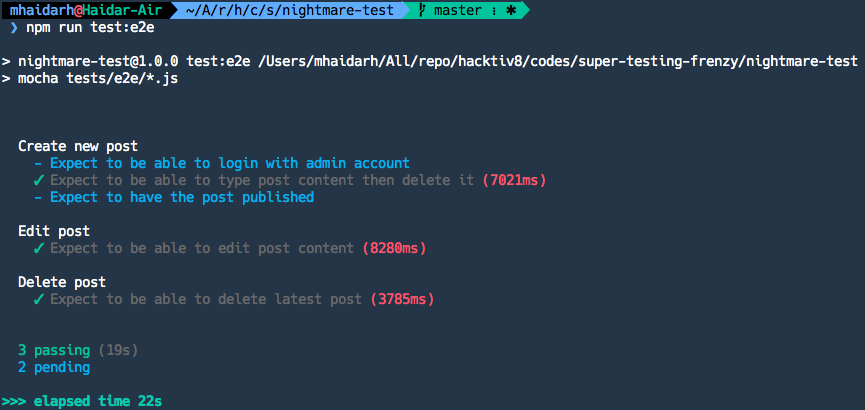 mhaidarh@Haidar-Air ~/A/r/h/c/s/nightmare-test master : ✱
❯ npm run test:e2e
> nightmare-test@1.0.0 test:e2e /Users/mhaidarh/All/repo/hacktiv8/codes/super-testing-frenzy/nightmare-test
> mocha tests/e2e/*.js
Create new post
- Expect to be able to login with admin account
✓ Expect to be able to type post content then delete it (7021ms)
- Expect to have the post published
Edit post
✓ Expect to be able to edit post content (8280ms)
Delete post
✓ Expect to be able to delete latest post (3785ms)
3 passing (19s)
2 pending
>>> elapsed time 22s